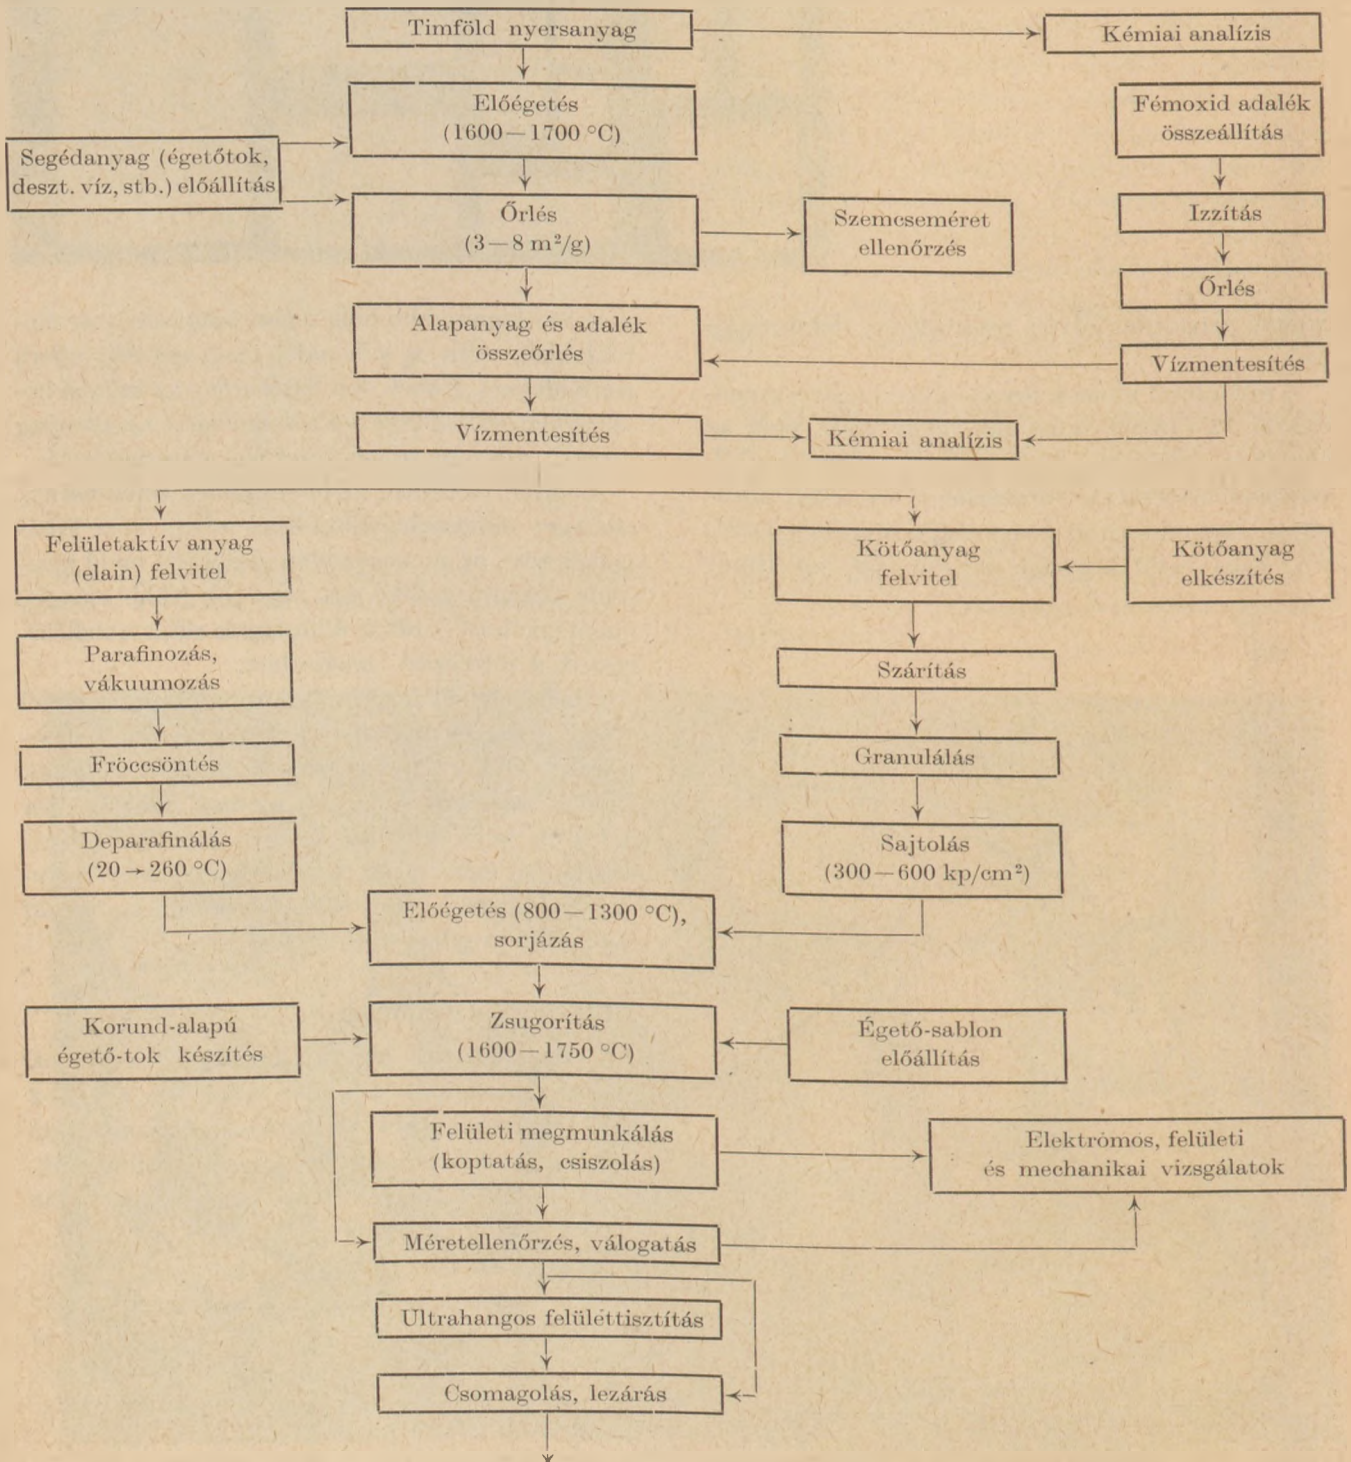 Timföld nyersanyag
Kémiai analízis
Előégetés
(1600—1700 °C)
Fémoxid adalék
összeállítás
Segédanyag (égetőtok,
deszt. víz, stb.) előállítás
Őrlés
(3—8 m²/g)
Szemcseméret
ellenőrzés
Izzítás
Őrlés
Alapanyag és adalék
összeőrlés
Vízmentesítés
Vízmentesítés
Kémiai analízis
Felületaktív anyag
(elain) felvitel
Kötőanyag
felvitel
Kötőanyag
elkészítés
Parafinozás,
vákuumozás
Szárítás
Fröccsöntés
Granulálás
Deparafinálás
(20→260 °C)
Sajtolás
(300—600 kp/cm²)
Előégetés (800—1300 °C),
sorjázás
Korund-alapú
égető-tok készítés
Zsugorítás
(1600—1750 °C)
Égető-sablon
előállítás
Felületi megmunkálás
(koptatás, csiszolás)
Elektromos, felületi
és mechanikai vizsgálatok
Méretellenőrzés, válogatás
Ultrahangos felülettisztítás
Csomagolás, lezárás